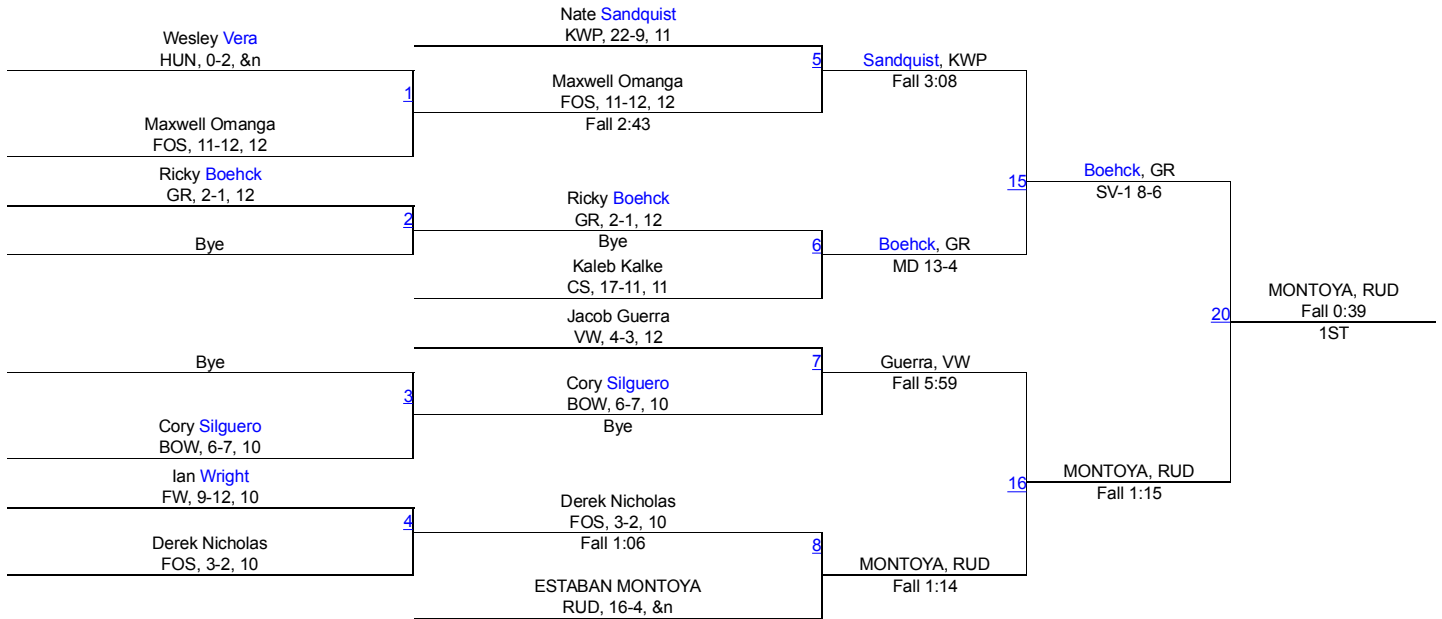 Wesley Vera
HUN, 0-2, &n
1
Maxwell Omanga
FOS, 11-12, 12
Ricky Boehck
GR, 2-1, 12
2
Bye
Bye
3
Cory Silguero
BOW, 6-7, 10
Ian Wright
FW, 9-12, 10
4
Derek Nicholas
FOS, 3-2, 10
Nate Sandquist
KWP, 22-9, 11
5
Maxwell Omanga
FOS, 11-12, 12
Fall 2:43
Ricky Boehck
GR, 2-1, 12
Bye
6
Kaleb Kalke
CS, 17-11, 11
Jacob Guerra
VW, 4-3, 12
7
Cory Silguero
BOW, 6-7, 10
Bye
Derek Nicholas
FOS, 3-2, 10
Fall 1:06
8
ESTABAN MONTOYA
RUD, 16-4, &n
Sandquist, KWP
Fall 3:08
15
Boehck, GR
MD 13-4
Guerra, VW
Fall 5:59
16
MONTOYA, RUD
Fall 1:14
Boehck, GR
SV-1 8-6
20
MONTOYA, RUD
Fall 1:15
MONTOYA, RUD
Fall 0:39
1ST